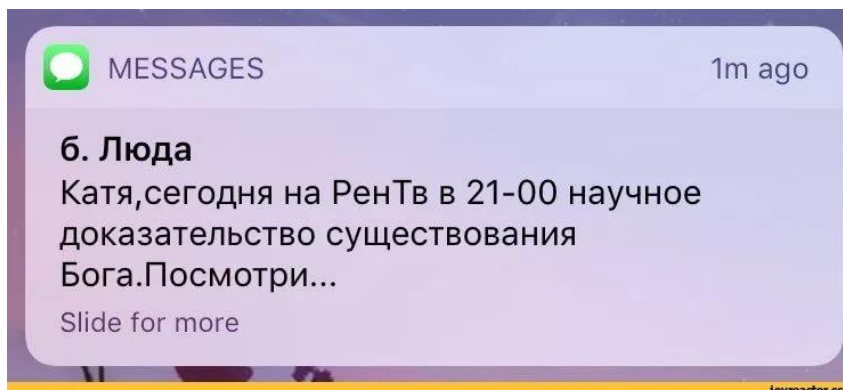 MESSAGES 1m ago
б. Люда
Катя,сегодня на РенТв в 21-00 научное
доказательство существования
Бога.Посмотри...
Slide for more